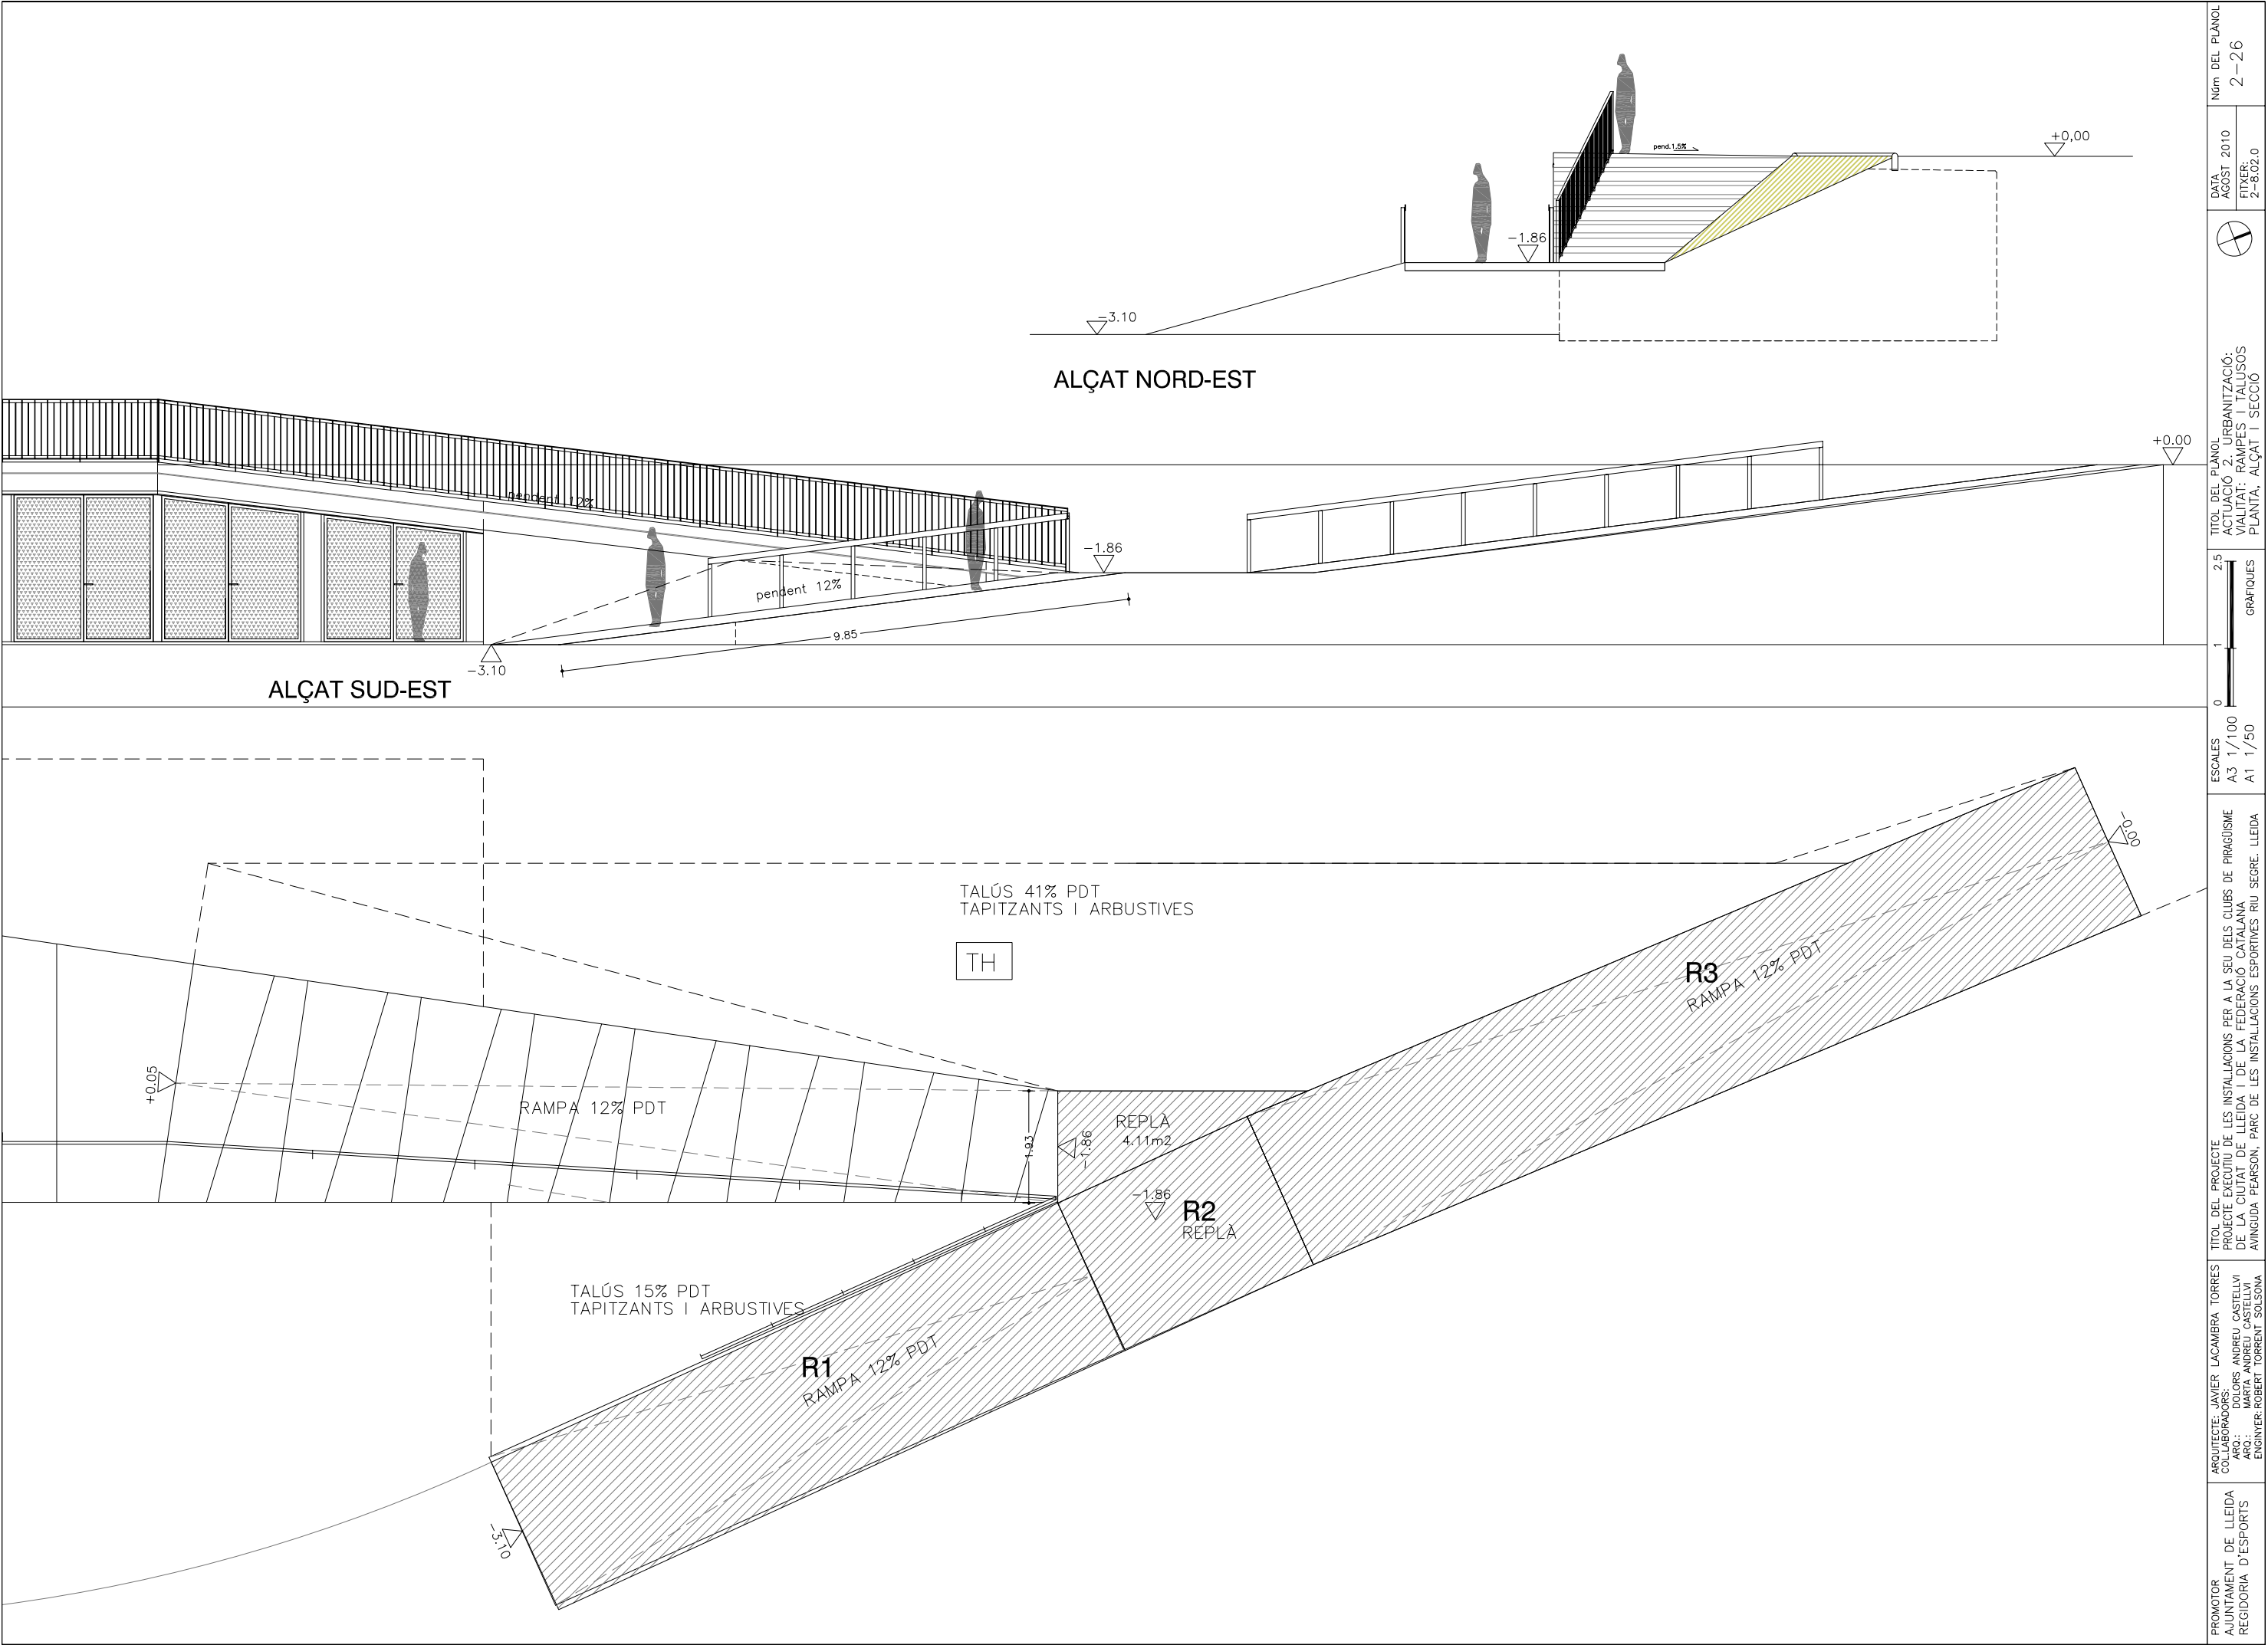 pend.1,5%
+0,00
-1.86
-3.10
ALÇAT NORD-EST
+0.00
pendent 12%
-1.86
pendent 12%
9.85
-3.10
ALÇAT SUD-EST
TALÚS 41% PDT
TAPITZANTS I ARBUSTIVES
TH
-0.00
R3
RAMPA 12% PDT
+0.05
RAMPA 12% PDT
1.93
REPLÀ
4.11m2
-1.86
-1.86
R2
REPLÀ
TALÚS 15% PDT
TAPITZANTS I ARBUSTIVES
R1
RAMPA 12% PDT
-3.10
PROMOTOR
AJUNTAMENT DE LLEIDA
REGIDORIA D'ESPORTS
ARQUITECTE: JAVIER LACAMBRA TORRES
COL.LABORADORS:
ARQ.: DOLORS ANDREU CASTELLVI
ARQ.: MARTA ANDREU CASTELLVI
ENGINYER: ROBERT TORRENT SOLSONA
TÍTOL DEL PROJECTE
PROJECTE EXECUTIU DE LES INSTAL.LACIONS PER A LA SEU DELS CLUBS DE PIRAGÜISME
DE LA CIUTAT DE LLEIDA I DE LA FEDERACIÓ CATALANA
AVINGUDA PEARSON, PARC DE LES INSTAL.LACIONS ESPORTIVES RIU SEGRE. LLEIDA
ESCALES
A3 1/100
A1 1/50
0 1 2.5
GRÀFIQUES
TÍTOL DEL PLÀNOL
ACTUACIÓ 2. URBANITZACIÓ:
VIALITAT: RAMPES I TALUSOS
PLANTA, ALÇAT I SECCIÓ
DATA
AGOST 2010
FITXER:
2-8.02.0
Núm DEL PLÀNOL
2-26